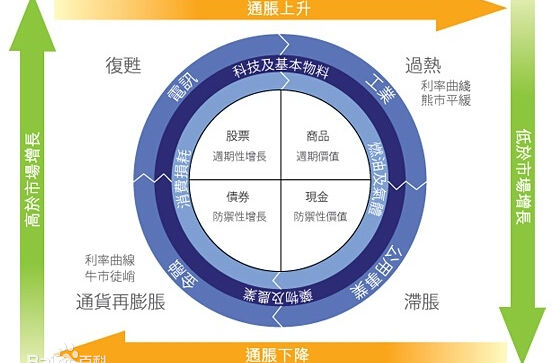 通脹上升
復甦
過熱
利率曲綫
熊市平緩
電訊
科技及基本物料
工業
高於市場增長
低於市場增長
消費損耗
燃油及氣體
股票
週期性增長
商品
週期價值
債券
防禦性增長
現金
防禦性價值
金融
藥物及農業
公用事業
利率曲線
牛市徒峭
通貨再膨脹
滯脹
通脹下降
Bai 百科